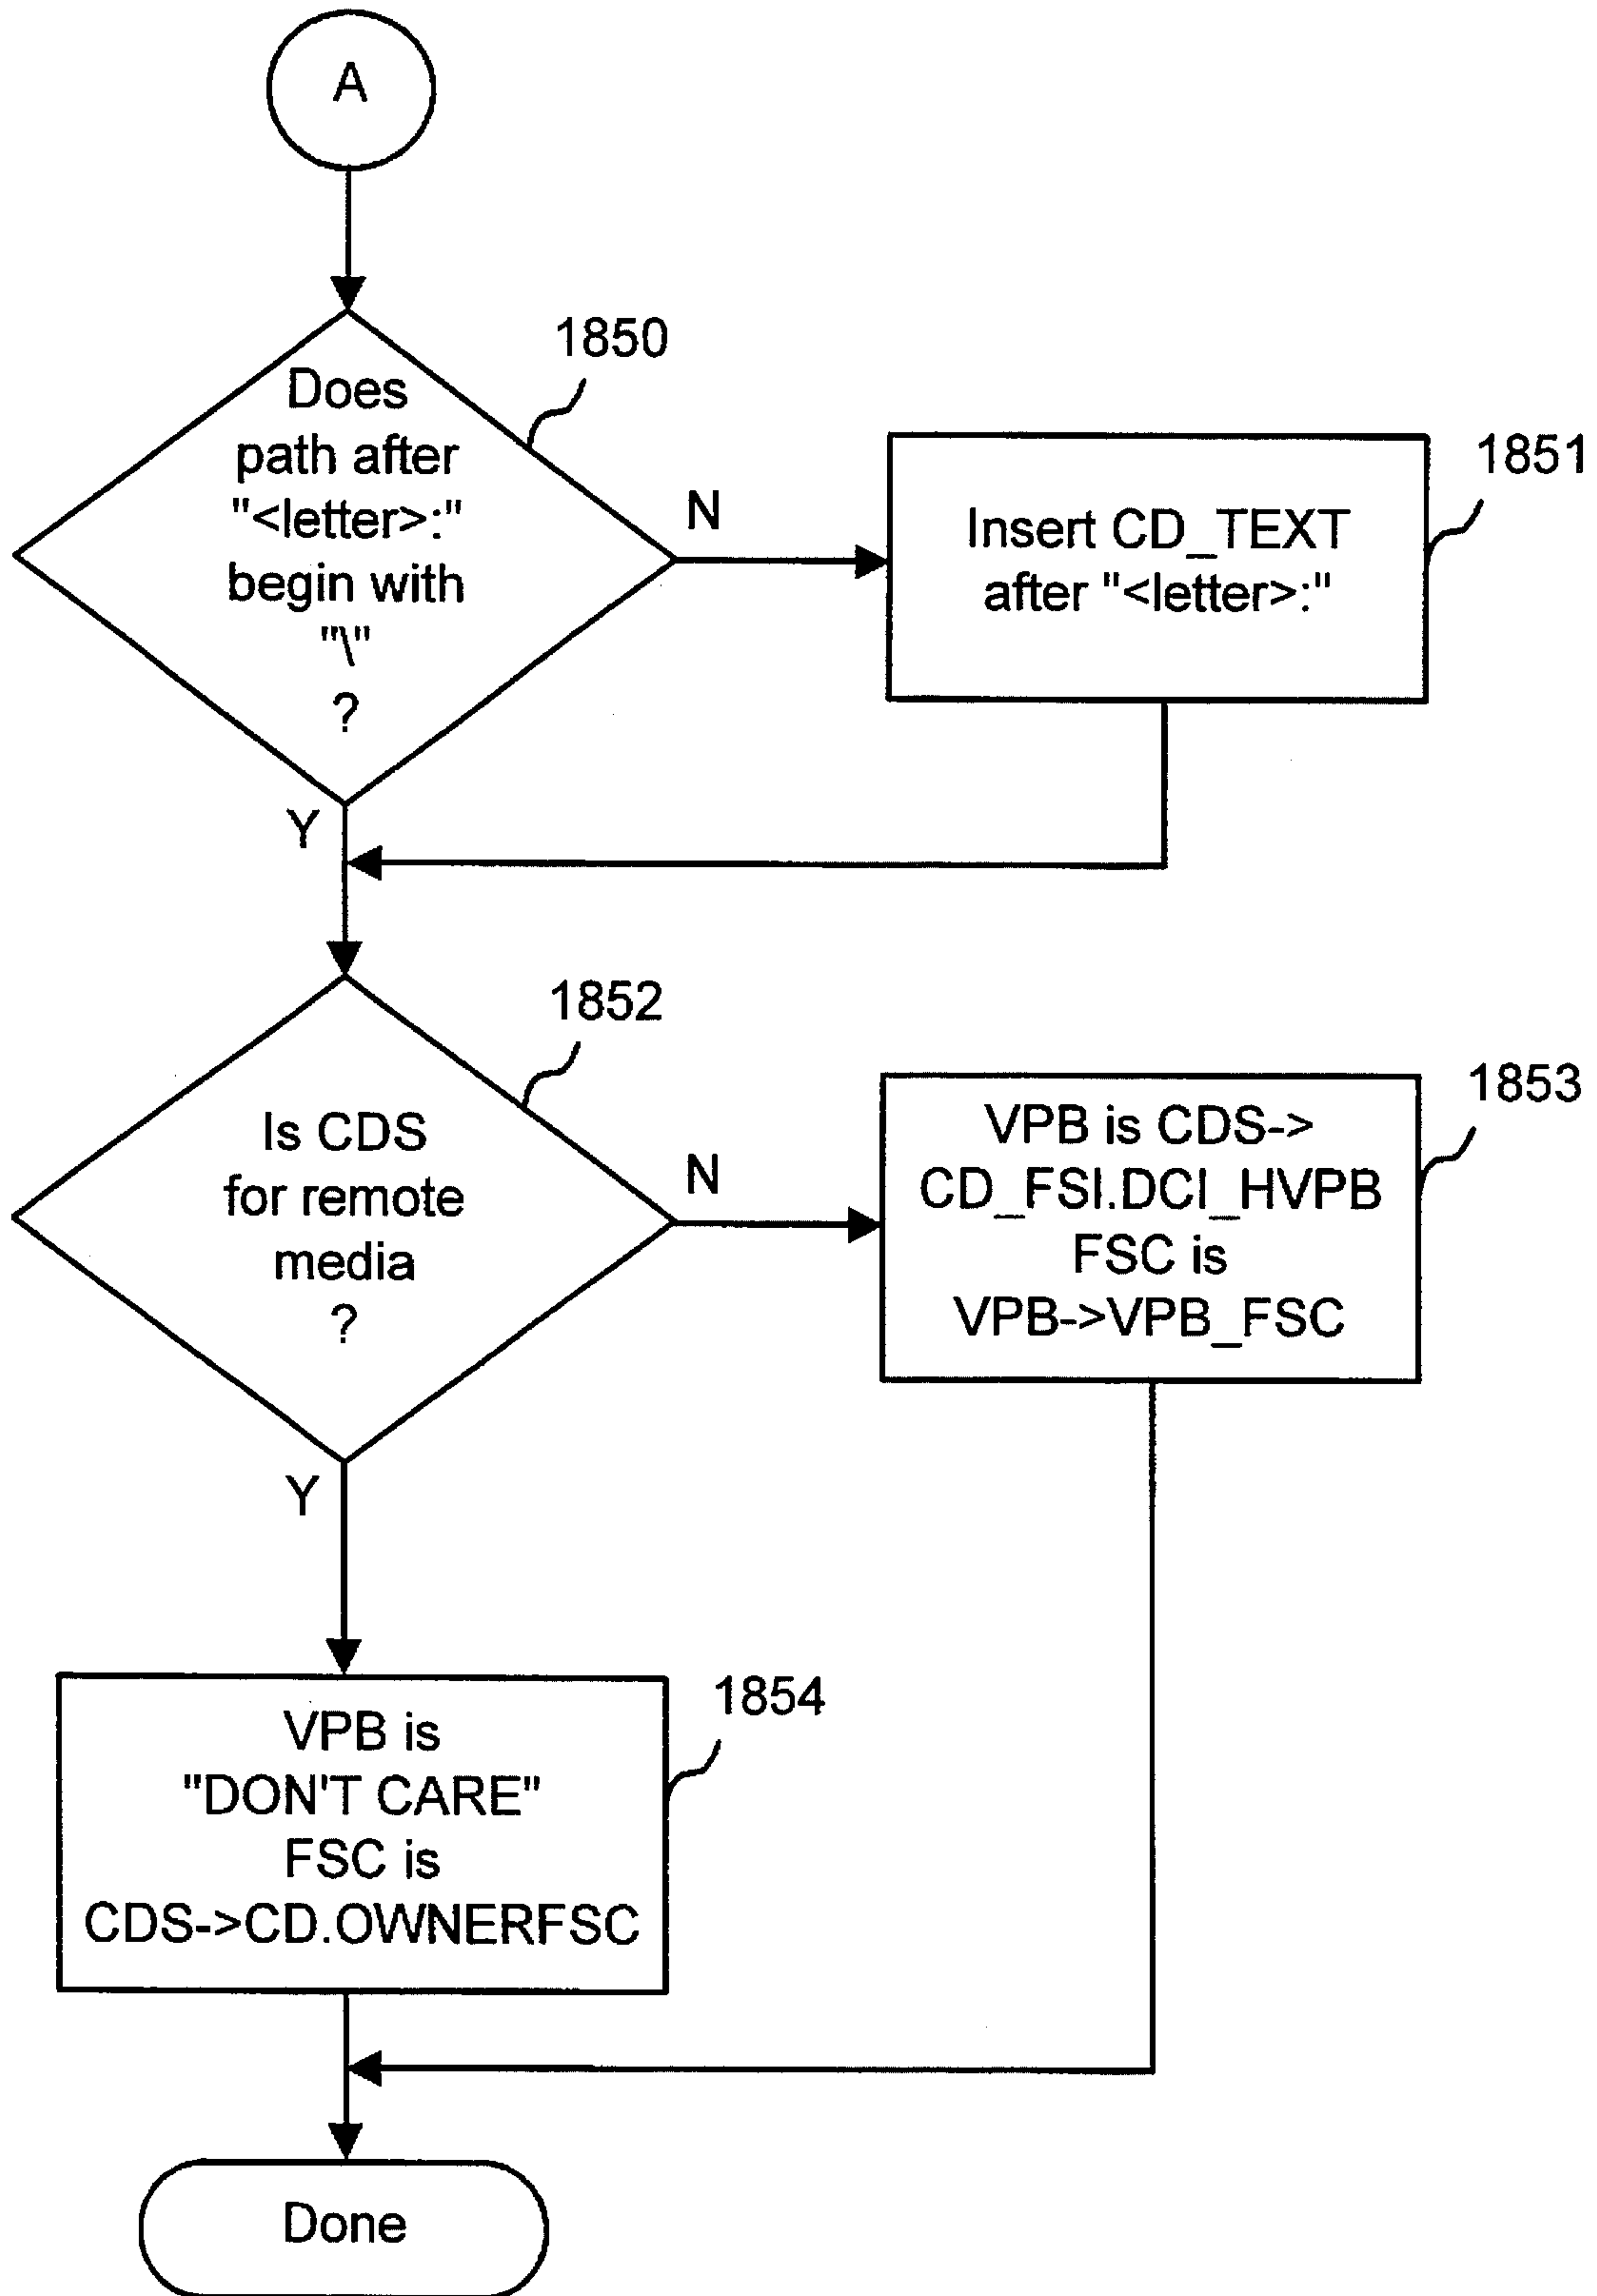 A
1850
Does
path after
"<letter>:"
begin with
"\"
?
N
1851
Insert CD_TEXT
after "<letter>:"
Y
1852
Is CDS
for remote
media
?
N
1853
VPB is CDS->
CD_FSI.DCI_HVPB
FSC is
VPB->VPB_FSC
Y
1854
VPB is
"DON'T CARE"
FSC is
CDS->CD.OWNERFSC
Done